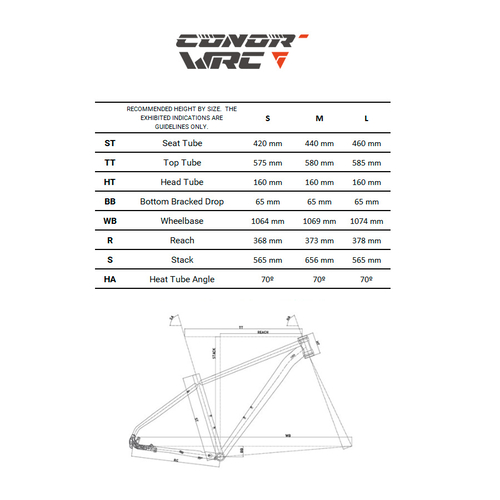 CONOR
WRC
RECOMMENDED HEIGHT BY SIZE. THE
EXHIBITED INDICATIONS ARE
GUIDELINES ONLY.
S M L
ST Seat Tube 420 mm 440 mm 460 mm
TT Top Tube 575 mm 580 mm 585 mm
HT Head Tube 160 mm 160 mm 160 mm
BB Bottom Bracked Drop 65 mm 65 mm 65 mm
WB Wheelbase 1064 mm 1069 mm 1074 mm
R Reach 368 mm 373 mm 378 mm
S Stack 565 mm 656 mm 565 mm
HA Heat Tube Angle 70º 70º 70º
TT
REACH
STACK
WB
BB